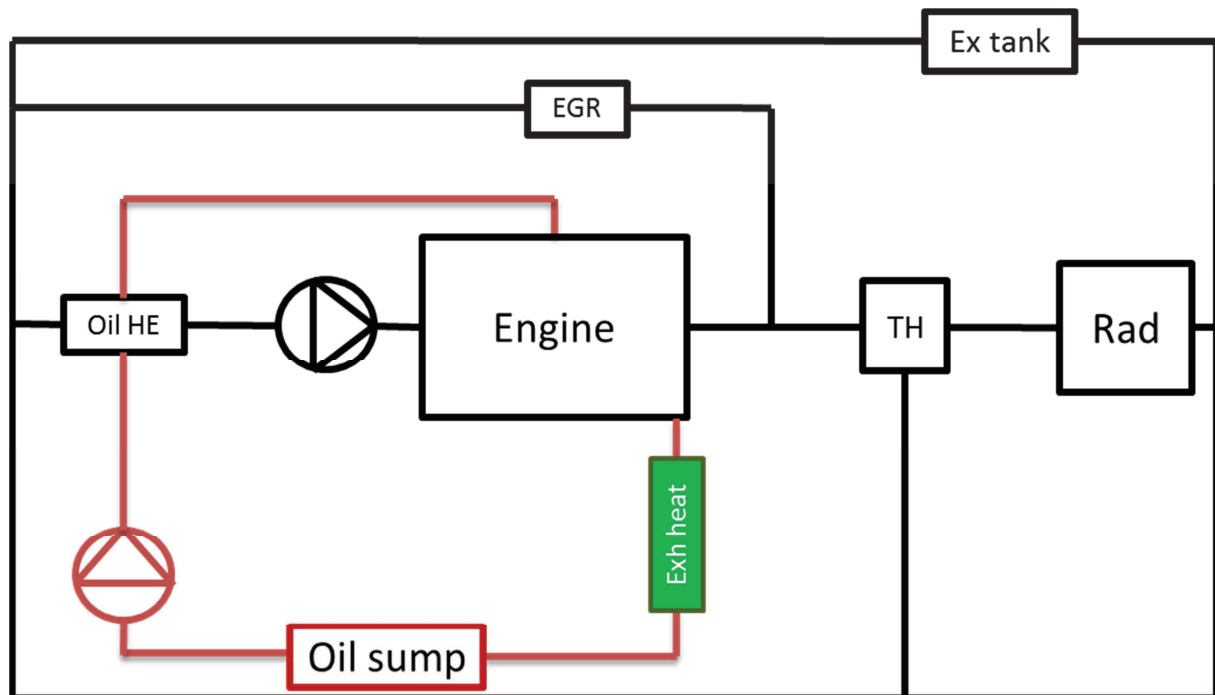 Ex tank
EGR
Oil HE
Engine
TH
Rad
Exh heat
Oil sump